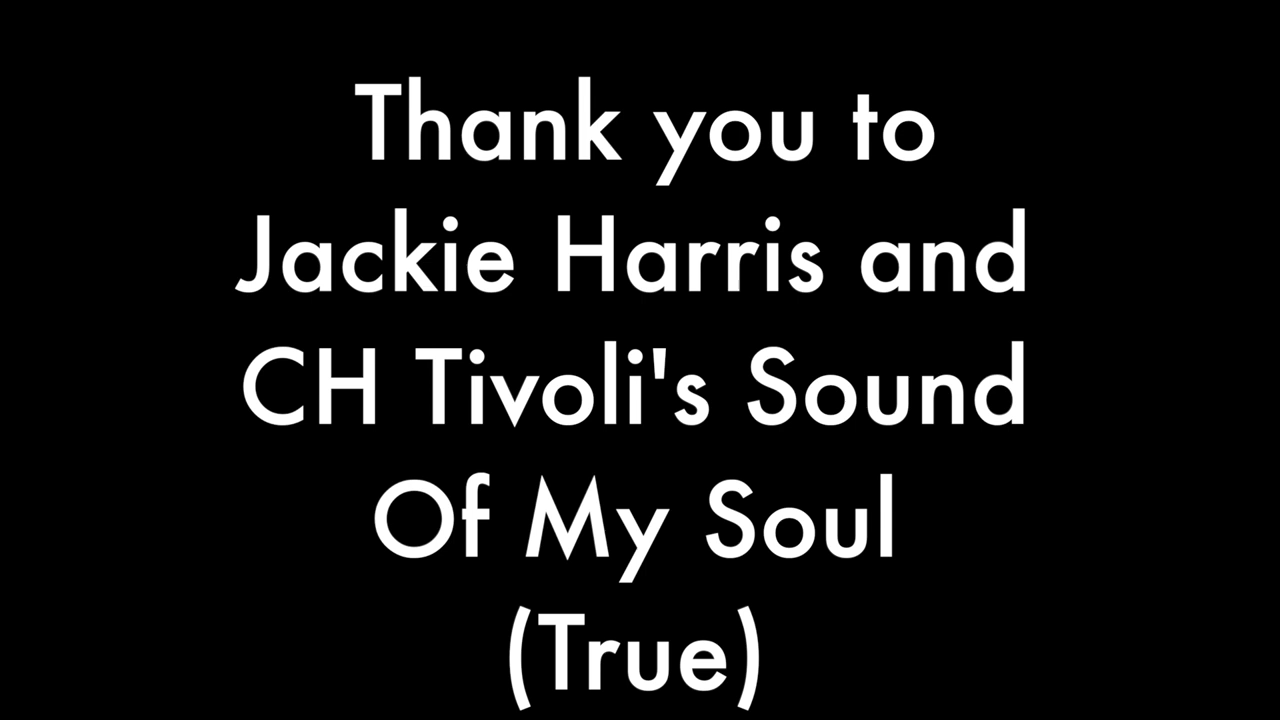 Thank you to
Jackie Harris and
CH Tivoli's Sound
Of My Soul
(True)